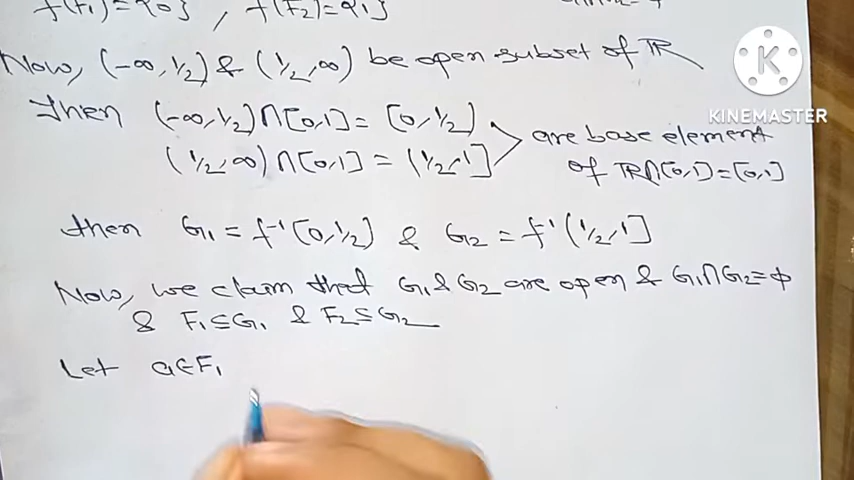 f(F₁)={0} , f(F₂)={1}
Now, (-∞, 1/2) & (1/2, ∞) be open subset of ℝ
Then (-∞, 1/2)∩[0,1] = [0, 1/2)
(1/2, ∞)∩[0,1] = (1/2, 1]
are base element
of ℝ∩[0,1]=[0,1]
then G₁ = f⁻¹[0, 1/2) & G₂ = f⁻¹(1/2, 1]
Now, we claim that G₁ & G₂ are open & G₁∩G₂=ϕ
& F₁⊆G₁ & F₂⊆G₂
Let a∈F₁
KINEMASTER